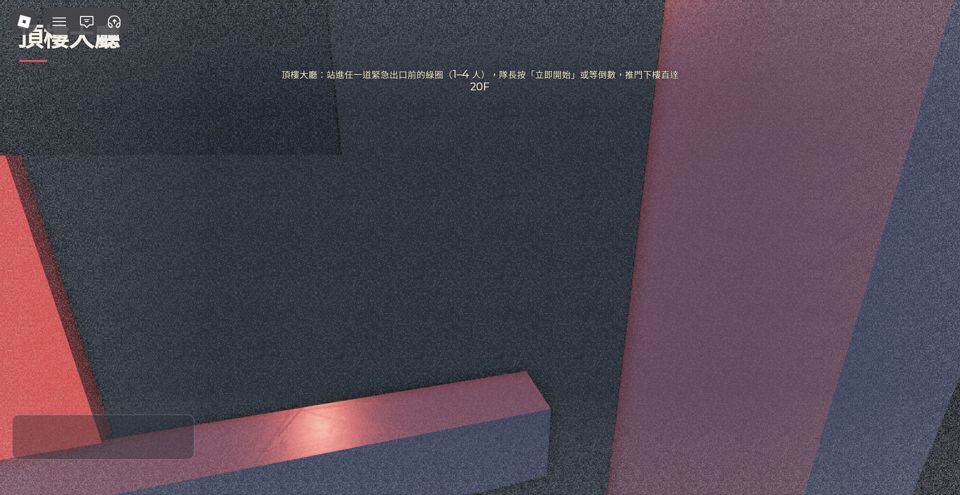 頂樓大廳
頂樓大廳：站進任一道緊急出口前的綠圈（1–4 人），隊長按「立即開始」或等倒數，推門下樓直達
20F